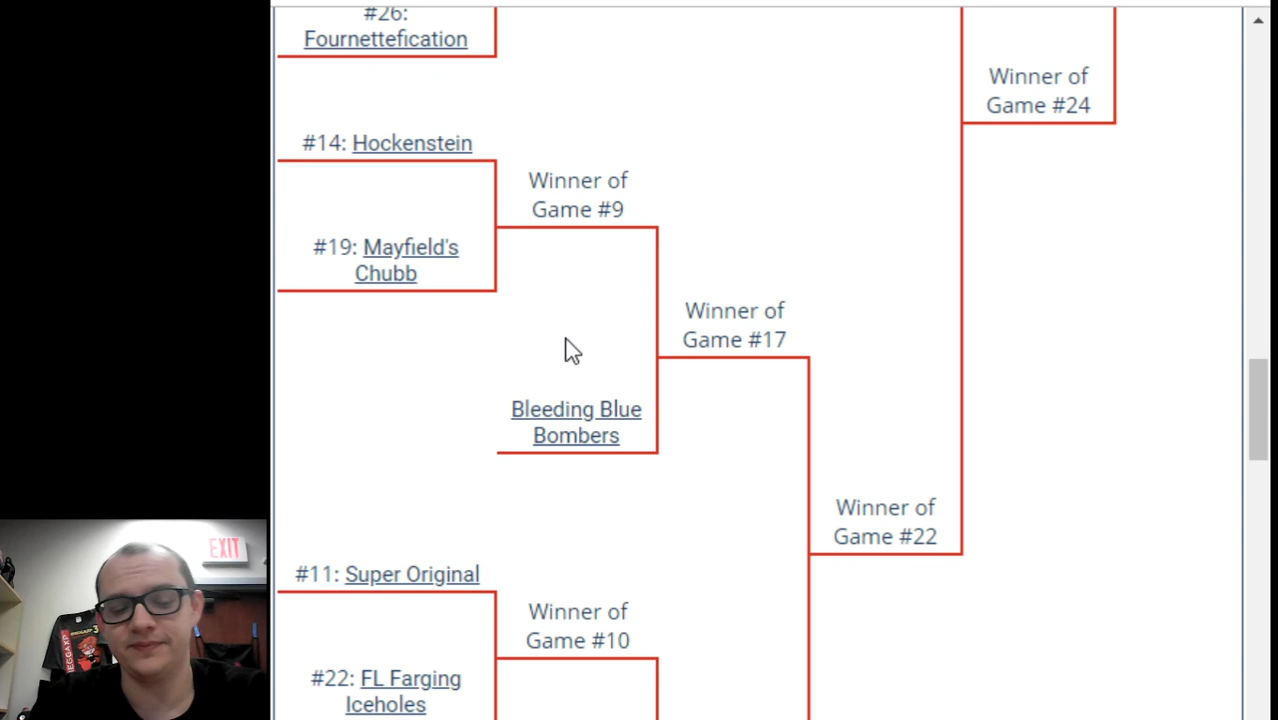 #26:
Fournettefication
Winner of
Game #24
#14: Hockenstein
Winner of
Game #9
#19: Mayfield's
Chubb
Winner of
Game #17
Bleeding Blue
Bombers
Winner of
Game #22
#11: Super Original
Winner of
Game #10
#22: FL Farging
Iceholes
EXIT